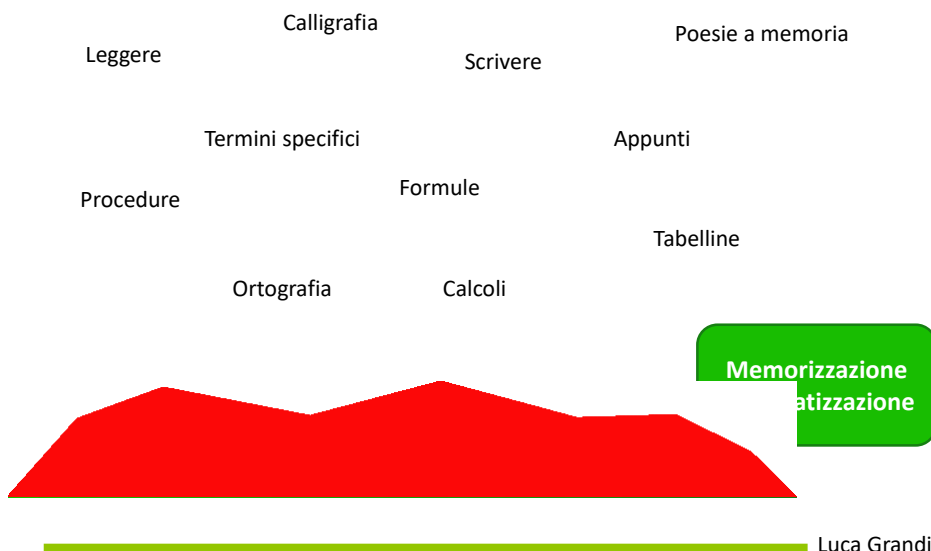 Calligrafia
Poesie a memoria
Leggere
Scrivere
Termini specifici
Appunti
Formule
Procedure
Tabelline
Ortografia
Calcoli
Memorizzazione
atizzazione
Luca Grandi